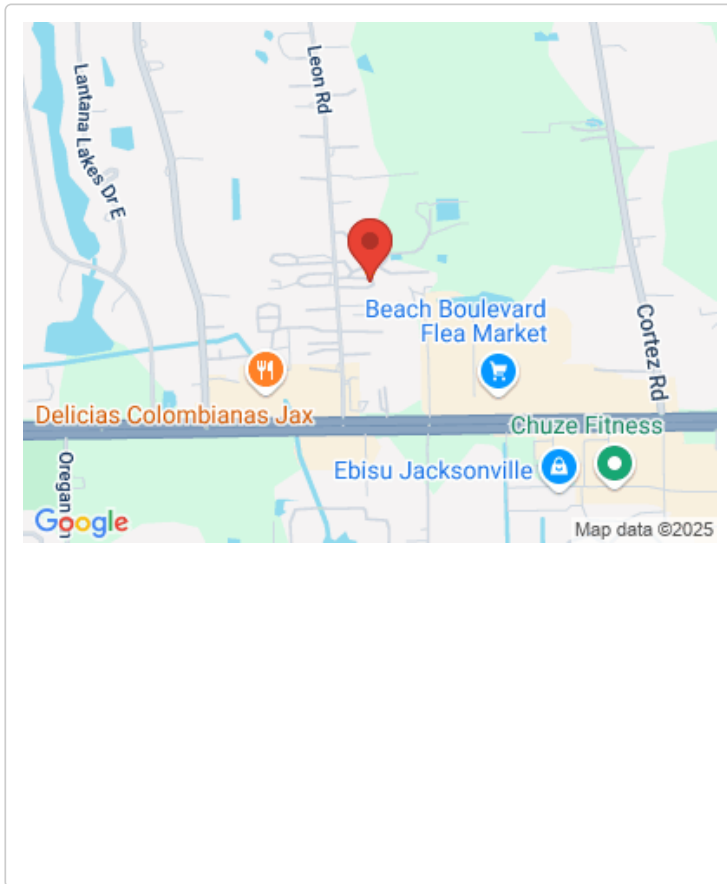 Leon Rd
Lantana Lakes Dr E
Beach Boulevard
Flea Market
Cortez Rd
Delicias Colombianas Jax
Chuze Fitness
Ebisu Jacksonville
Oregan
Google
Map data ©2025